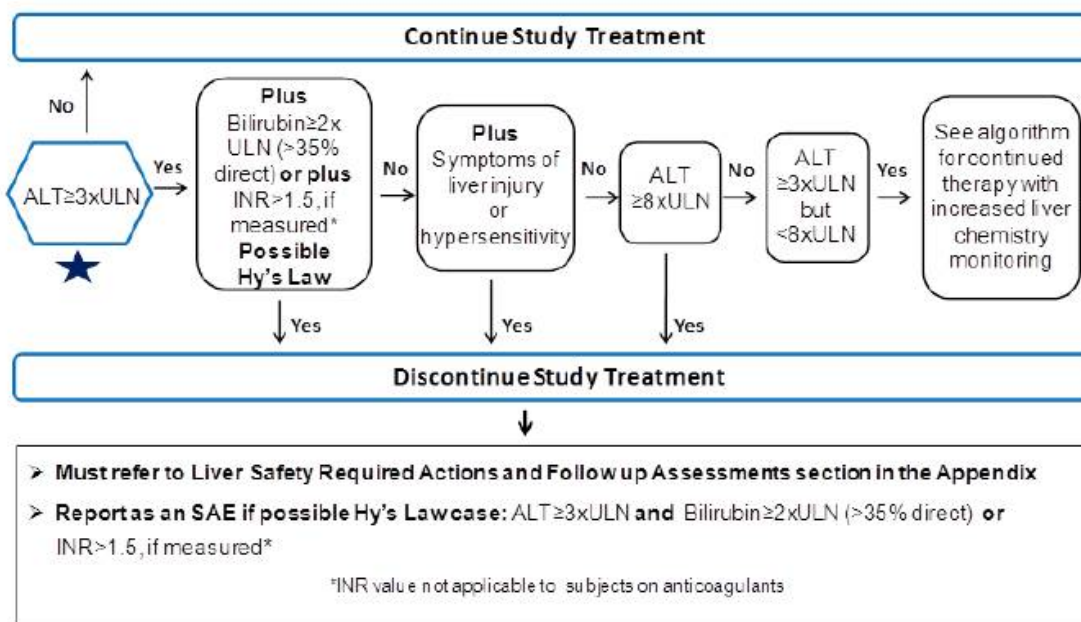 Continue Study Treatment
No
ALT≥3xULN
Yes
Plus
Bilirubin≥2x
ULN (>35%
direct) or plus
INR>1.5, if
measured*
Possible
Hy's Law
No
Plus
Symptoms of
liver injury
or
hypersensitivity
No
ALT
≥8xULN
No
ALT
≥3xULN
but
<8xULN
Yes
See algorithm
for continued
therapy with
increased liver
chemistry
monitoring
Yes
Yes
Yes
Discontinue Study Treatment
➢ Must refer to Liver Safety Required Actions and Follow up Assessments section in the Appendix
➢ Report as an SAE if possible Hy's Law case: ALT≥3xULN and Bilirubin≥2xULN (>35% direct) or
INR>1.5, if measured*
*INR value not applicable to subjects on anticoagulants